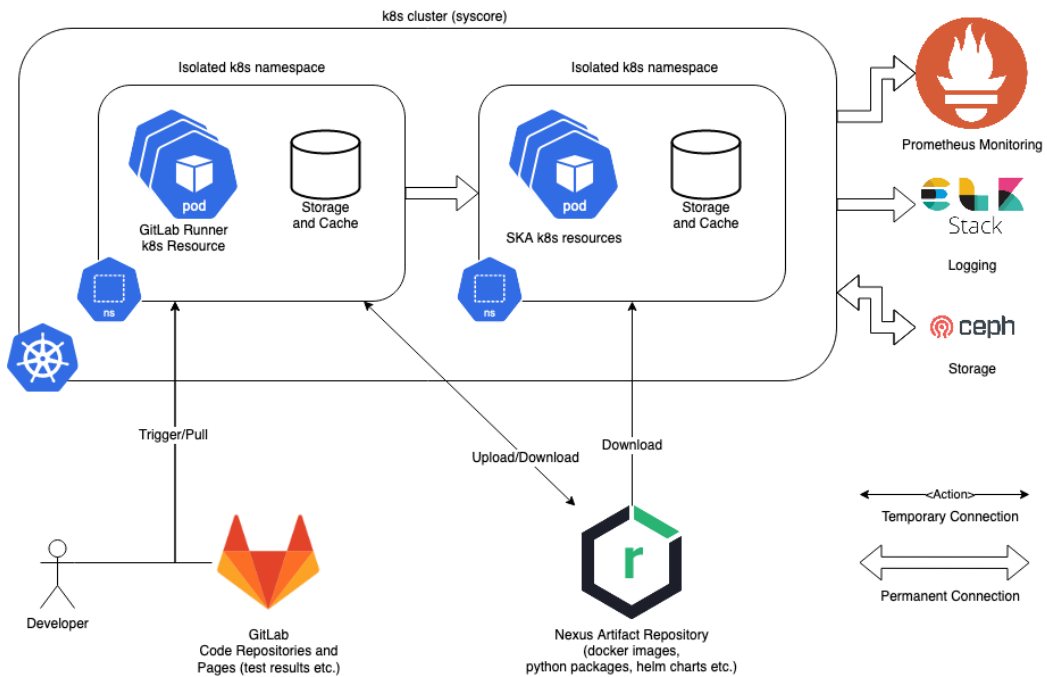 k8s cluster (syscore)
Isolated k8s namespace
Isolated k8s namespace
pod
GitLab Runner
k8s Resource
Storage
and Cache
pod
SKA k8s resources
Storage
and Cache
ns
ns
Prometheus Monitoring
ELK
Stack
Logging
ceph
Storage
Trigger/Pull
Upload/Download
Download
<Action>
Temporary Connection
Permanent Connection
Developer
GitLab
Code Repositories and
Pages (test results etc.)
r
Nexus Artifact Repository
(docker images,
python packages, helm charts etc.)